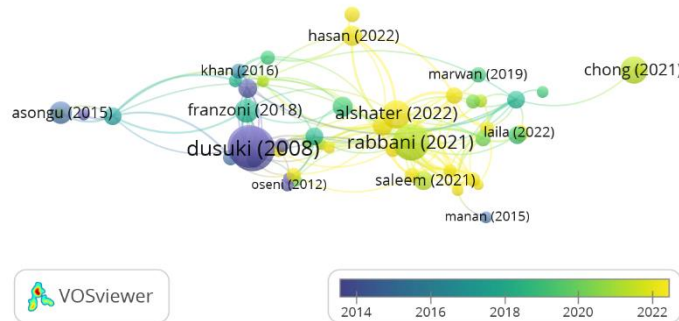 hasan (2022)
khan (2016)
marwan (2019)
chong (2021)
asongu (2015)
franzoni (2018)
alshater (2022)
dusuki (2008)
rabbani (2021)
laila (2022)
oseni (2012)
saleem (2021)
manan (2015)
VOSviewer
2014 2016 2018 2020 2022